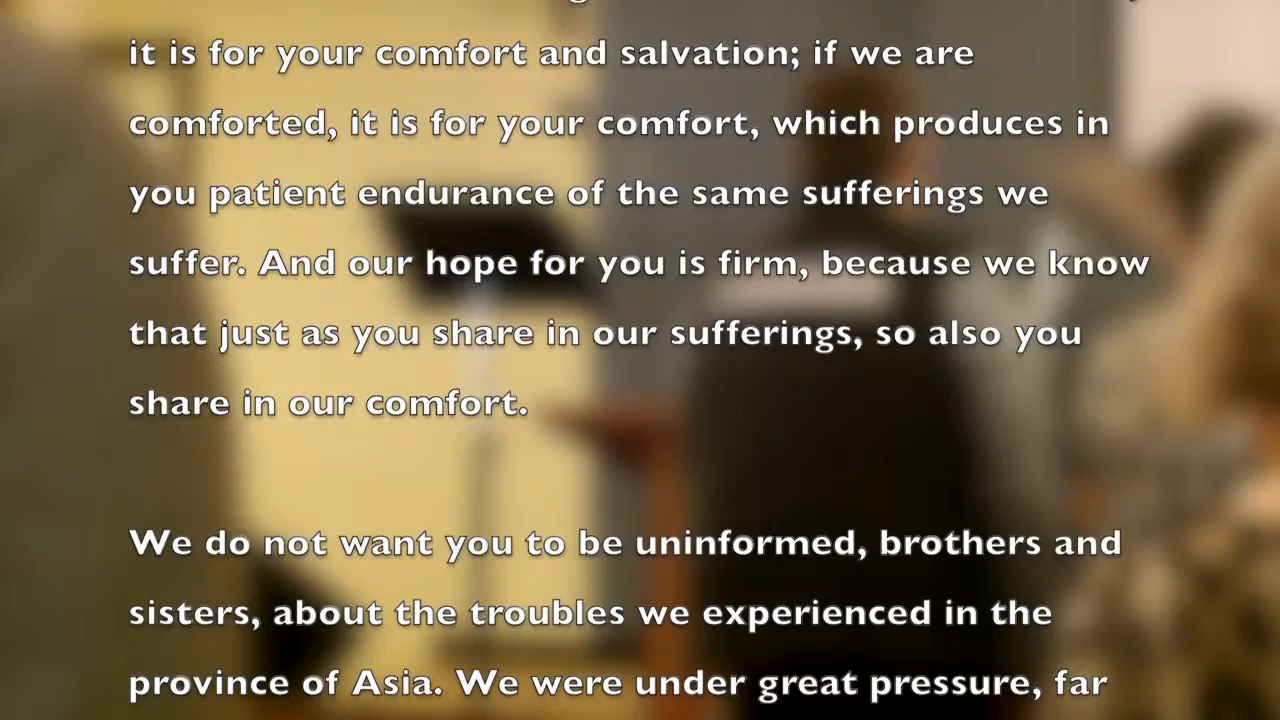 it is for your comfort and salvation; if we are
comforted, it is for your comfort, which produces in
you patient endurance of the same sufferings we
suffer. And our hope for you is firm, because we know
that just as you share in our sufferings, so also you
share in our comfort.
We do not want you to be uninformed, brothers and
sisters, about the troubles we experienced in the
province of Asia. We were under great pressure, far